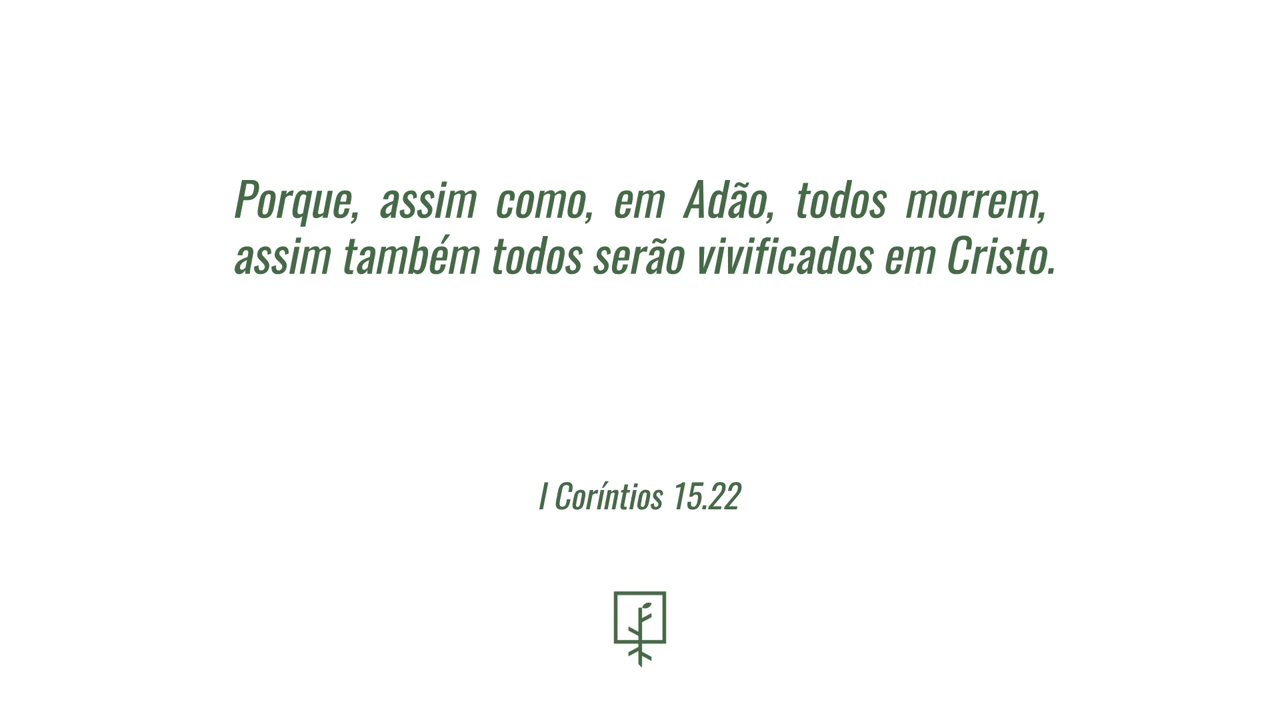 Porque, assim como, em Adão, todos morrem,
assim também todos serão vivificados em Cristo.
I Coríntios 15.22